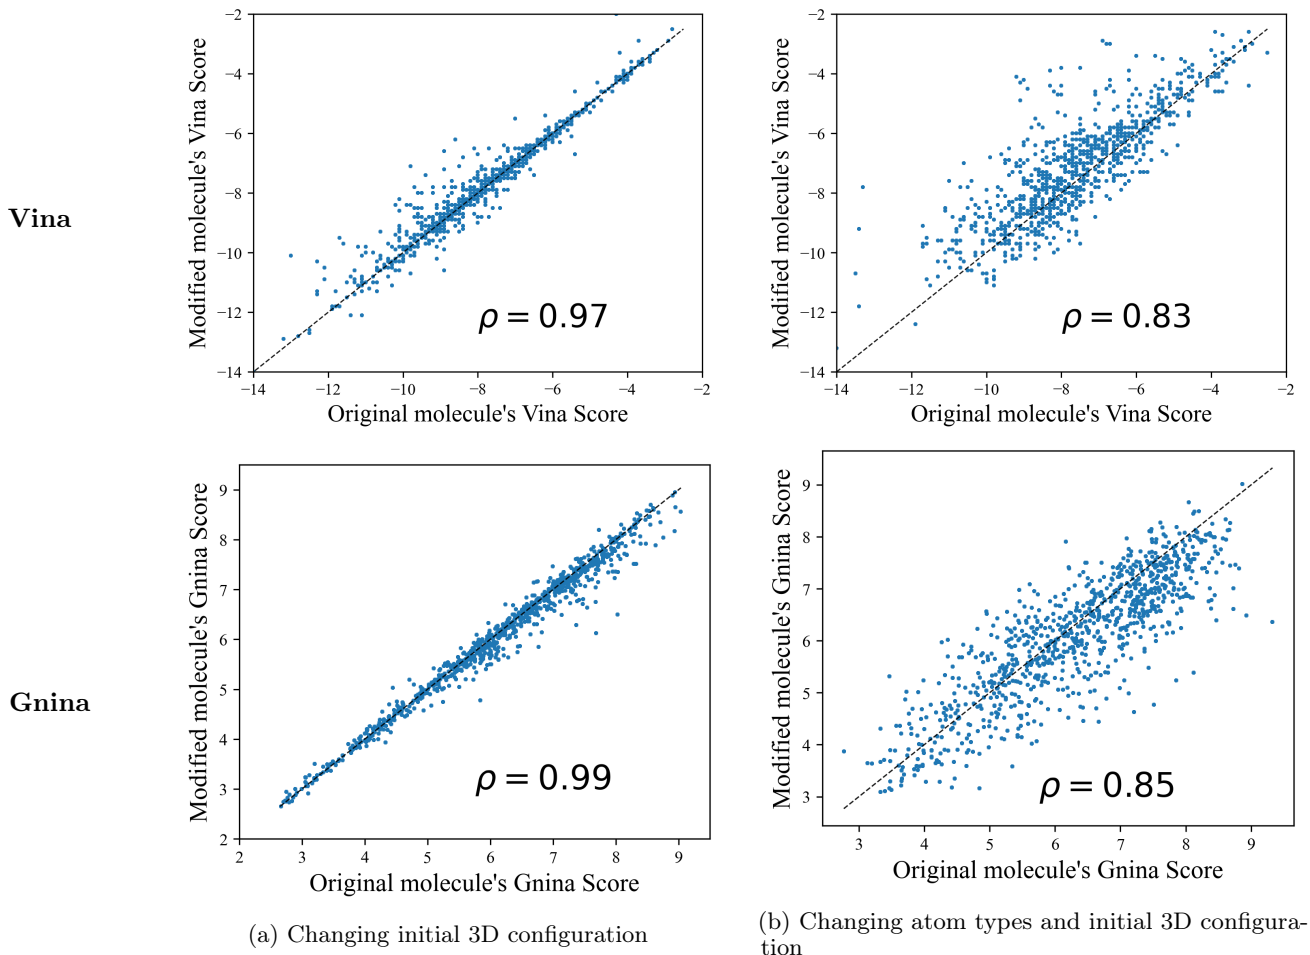 Vina
Modified molecule's Vina Score
−2
−4
−6
−8
−10
−12
−14
ρ = 0.97
−14 −12 −10 −8 −6 −4 −2
Original molecule's Vina Score
Modified molecule's Vina Score
−2
−4
−6
−8
−10
−12
−14
ρ = 0.83
−14 −12 −10 −8 −6 −4 −2
Original molecule's Vina Score
Gnina
Modified molecule's Gnina Score
9
8
7
6
5
4
3
2
ρ = 0.99
2 3 4 5 6 7 8 9
Original molecule's Gnina Score
Modified molecule's Gnina Score
9
8
7
6
5
4
3
ρ = 0.85
3 4 5 6 7 8 9
Original molecule's Gnina Score
(a) Changing initial 3D configuration
(b) Changing atom types and initial 3D configura-
tion